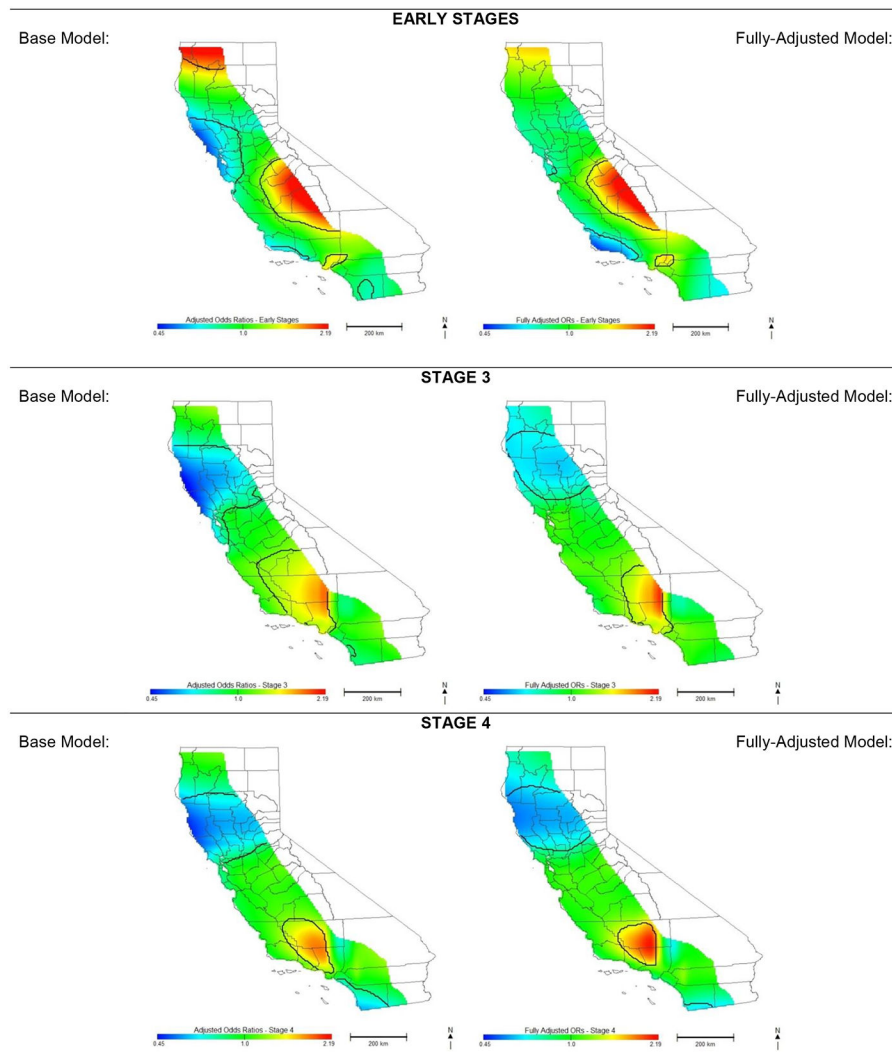 EARLY STAGES
Base Model:
Fully-Adjusted Model:
Adjusted Odds Ratios - Early Stages
0.45 1.0 2.19
200 km
N
Fully Adjusted ORs - Early Stages
0.45 1.0 2.19
200 km
N
STAGE 3
Base Model:
Fully-Adjusted Model:
Adjusted Odds Ratios - Stage 3
0.45 1.0 2.19
200 km
N
Fully Adjusted ORs - Stage 3
0.45 1.0 2.19
200 km
N
STAGE 4
Base Model:
Fully-Adjusted Model:
Adjusted Odds Ratios - Stage 4
0.45 1.0 2.19
200 km
N
Fully Adjusted ORs - Stage 4
0.45 1.0 2.19
200 km
N